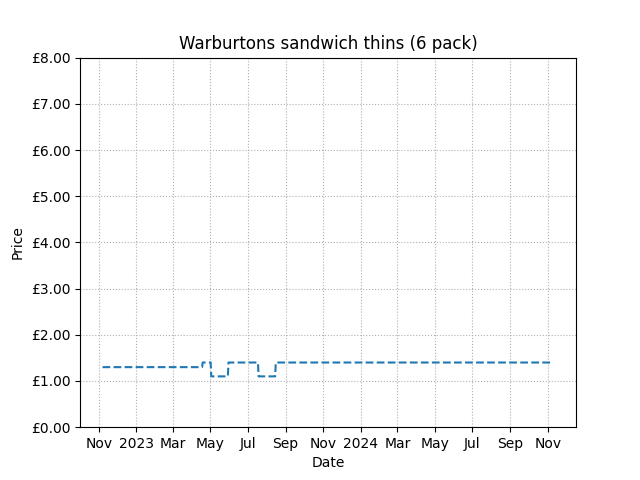 Warburtons sandwich thins (6 pack)
£8.00
£7.00
£6.00
£5.00
£4.00
£3.00
£2.00
£1.00
£0.00
Price
Nov 2023 Mar May Jul Sep Nov 2024 Mar May Jul Sep Nov
Date